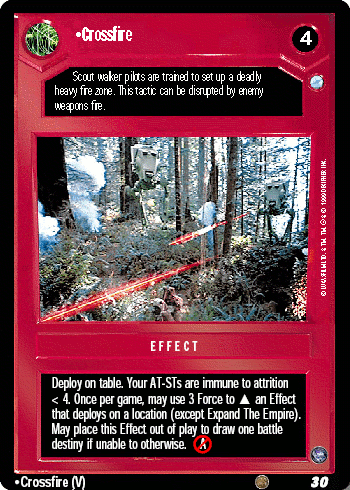 •Crossfire
4
Scout walker pilots are trained to set up a deadly
heavy fire zone. This tactic can be disrupted by enemy
weapons fire.
EFFECT
Deploy on table. Your AT-STs are immune to attrition
< 4. Once per game, may use 3 Force to ▲ an Effect
that deploys on a location (except Expand The Empire).
May place this Effect out of play to draw one battle
destiny if unable to otherwise. A
•Crossfire (V)
30